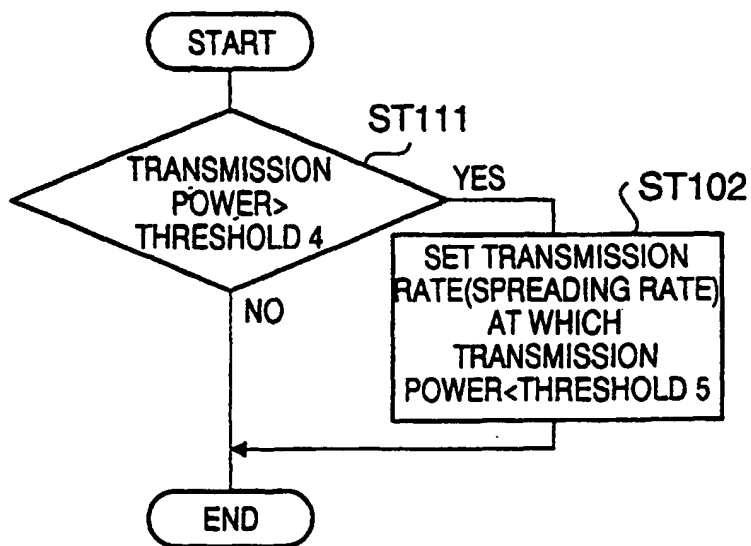 START
ST111
TRANSMISSION
POWER>
THRESHOLD 4
YES
NO
ST102
SET TRANSMISSION
RATE(SPREADING RATE)
AT WHICH
TRANSMISSION
POWER<THRESHOLD 5
END